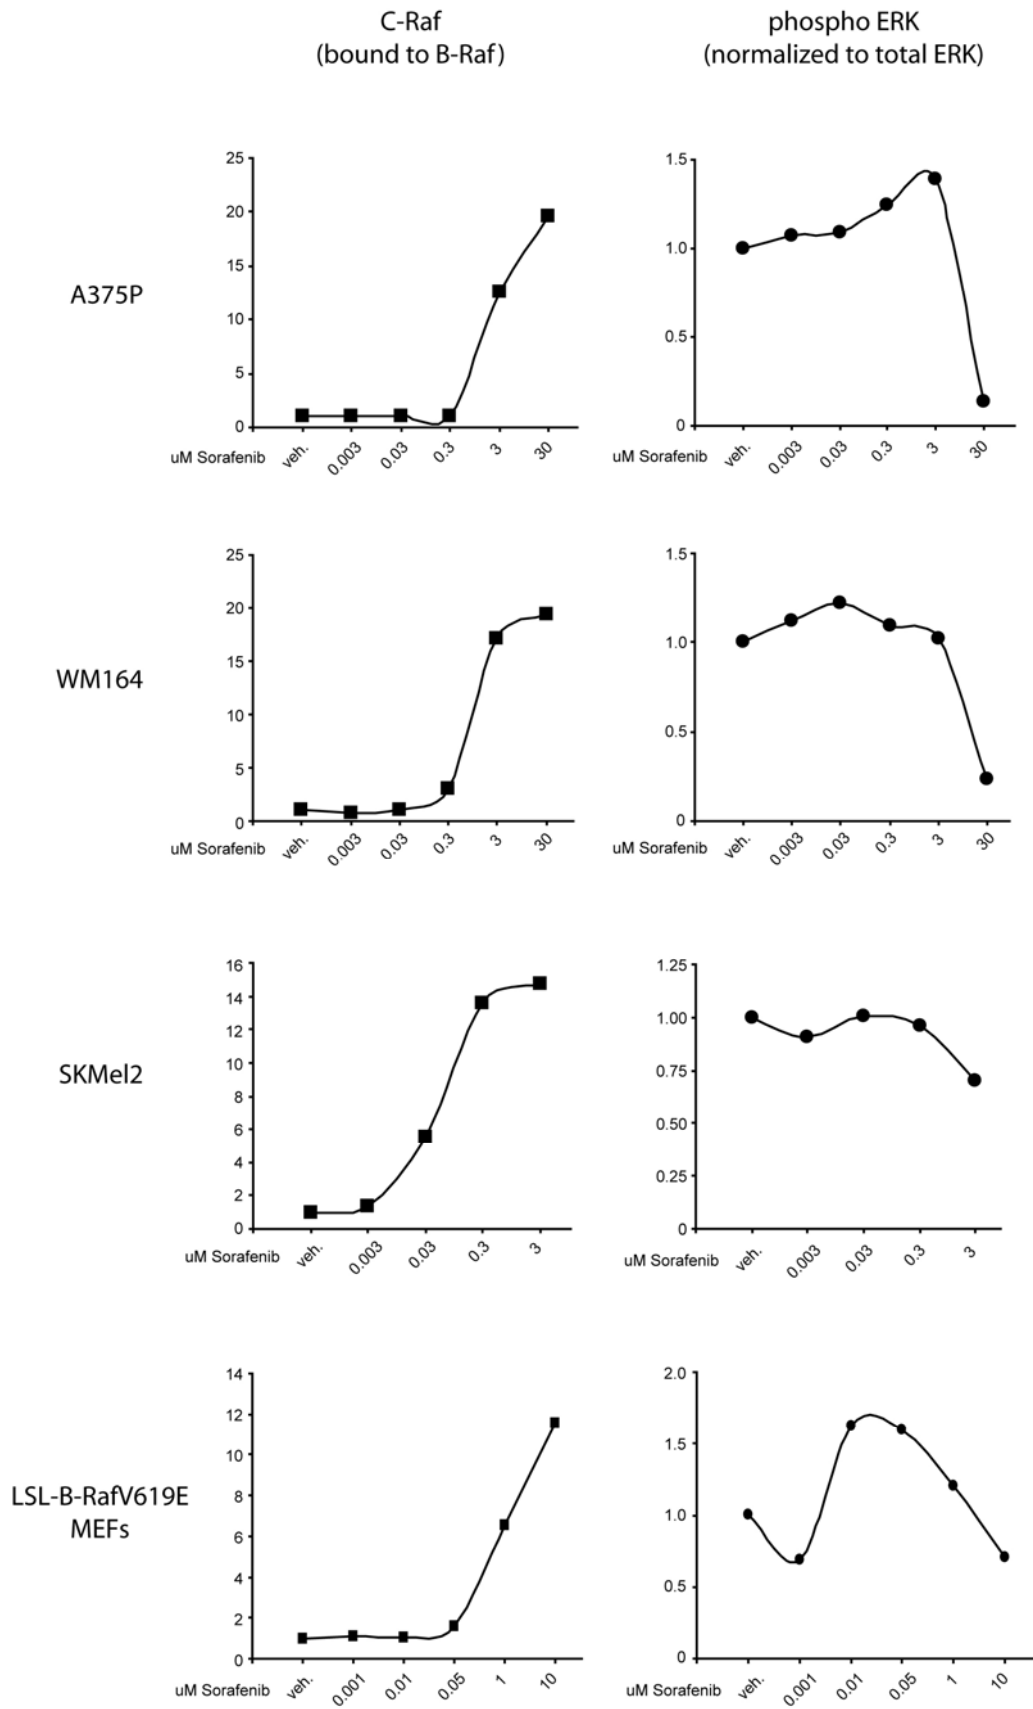 C-Raf
(bound to B-Raf)
phospho ERK
(normalized to total ERK)
A375P
25
20
15
10
5
0
uM Sorafenib veh. 0.003 0.03 0.3 3 30
1.5
1.0
0.5
0
uM Sorafenib veh. 0.003 0.03 0.3 3 30
WM164
25
20
15
10
5
0
uM Sorafenib veh. 0.003 0.03 0.3 3 30
1.5
1.0
0.5
0
uM Sorafenib veh. 0.003 0.03 0.3 3 30
SKMel2
16
14
12
10
8
6
4
2
0
uM Sorafenib veh. 0.003 0.03 0.3 3
1.25
1.00
0.75
0.50
0.25
0
uM Sorafenib veh. 0.003 0.03 0.3 3
LSL-B-RafV619E
MEFs
14
12
10
8
6
4
2
0
uM Sorafenib veh. 0.001 0.01 0.05 1 10
2.0
1.5
1.0
0.5
0
uM Sorafenib veh. 0.001 0.01 0.05 1 10